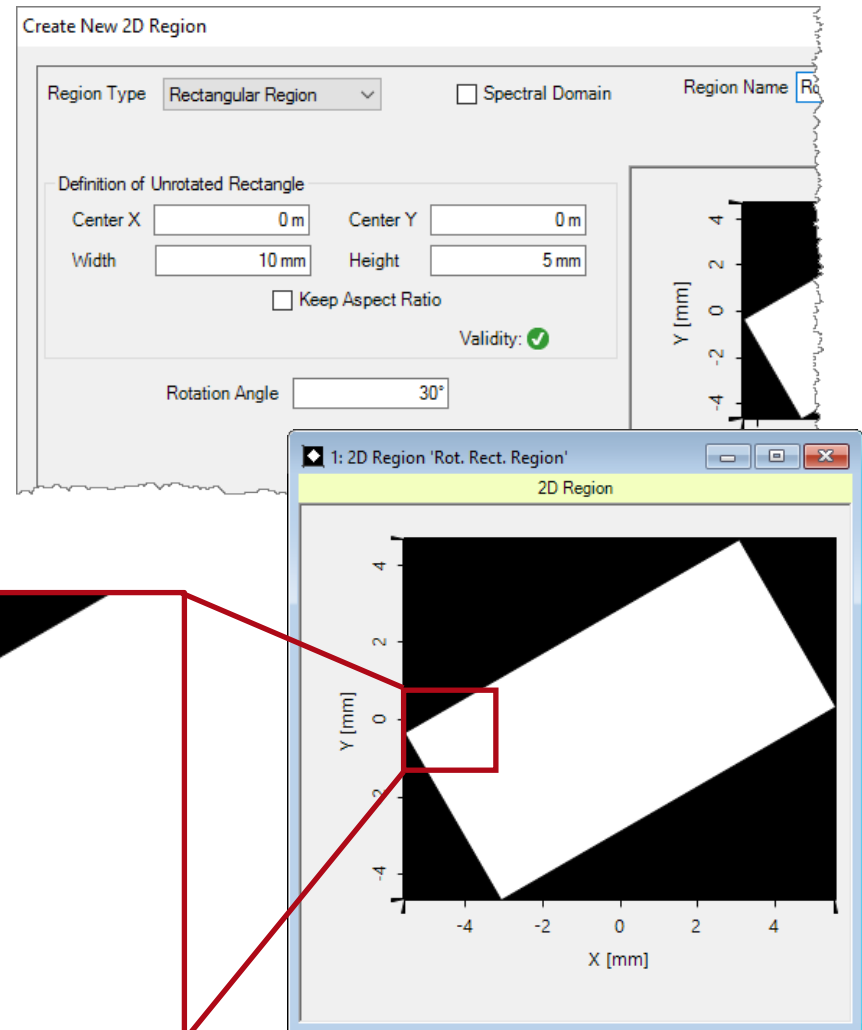 Create New 2D Region
Region Type Rectangular Region Spectral Domain Region Name
Definition of Unrotated Rectangle
Center X 0 m Center Y 0 m
Width 10 mm Height 5 mm
Keep Aspect Ratio
Validity:
Rotation Angle 30°
4
2
0
-2
-4
Y [mm]
1: 2D Region 'Rot. Rect. Region'
2D Region
4
2
0
-4
Y [mm]
-4 -2 0 2 4
X [mm]